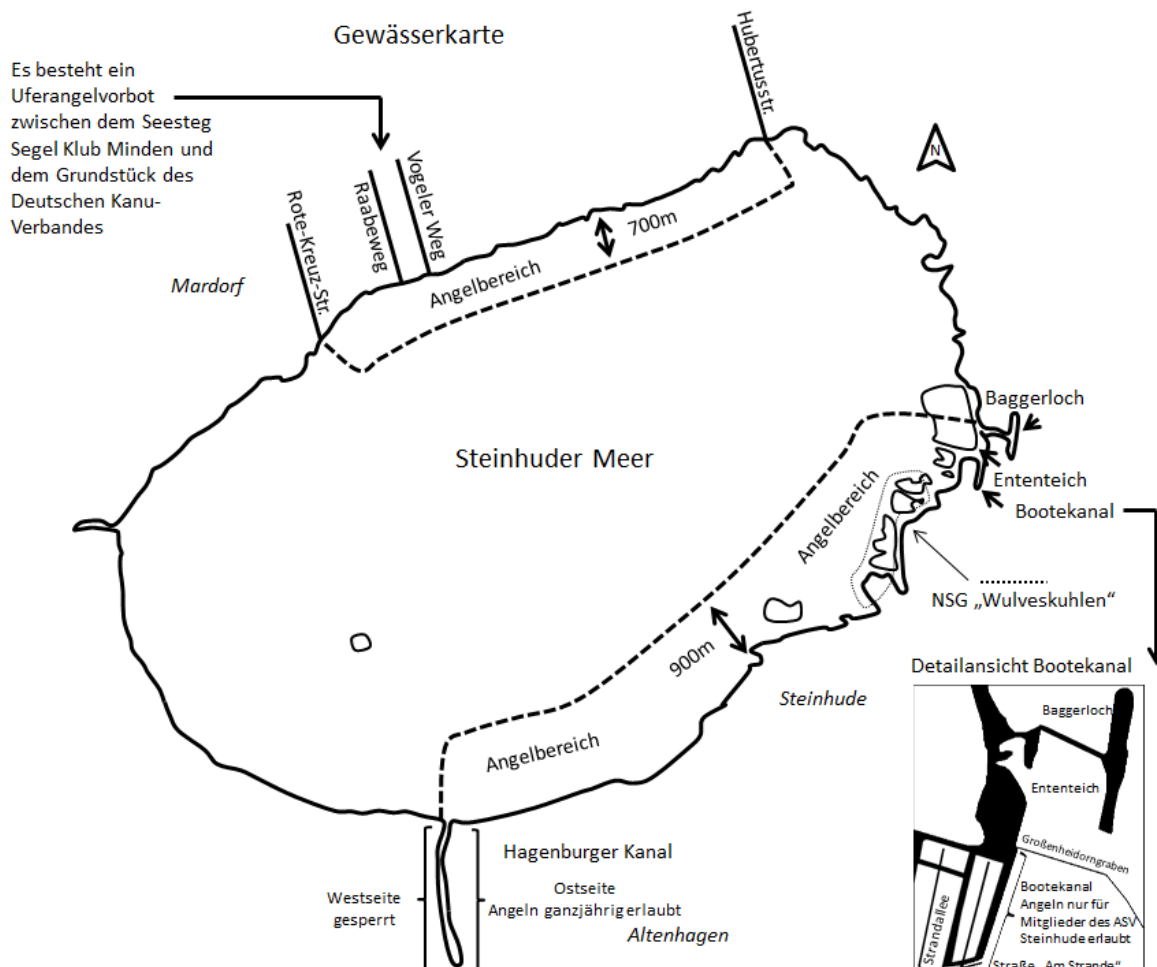 Gewässerkarte
Es besteht ein
Uferangelvorbot
zwischen dem Seesteg
Segel Klub Minden und
dem Grundstück des
Deutschen Kanu-
Verbandes
Hubertusstr.
N
Vogeler Weg
Raabeweg
Rote-Kreuz-Str.
Mardorf
700m
Angelbereich
Baggerloch
Steinhuder Meer
Ententeich
Bootekanal
Angelbereich
NSG „Wulveskuhlen“
900m
Steinhude
Angelbereich
Hagenburger Kanal
Westseite
gesperrt
Ostseite
Angeln ganzjährig erlaubt
Altenhagen
Detailansicht Bootekanal
Baggerloch
Ententeich
Großenheidorngraben
Bootekanal
Angeln nur für
Mitglieder des ASV
Steinhude erlaubt
Strandallee
Straße „Am Strande“